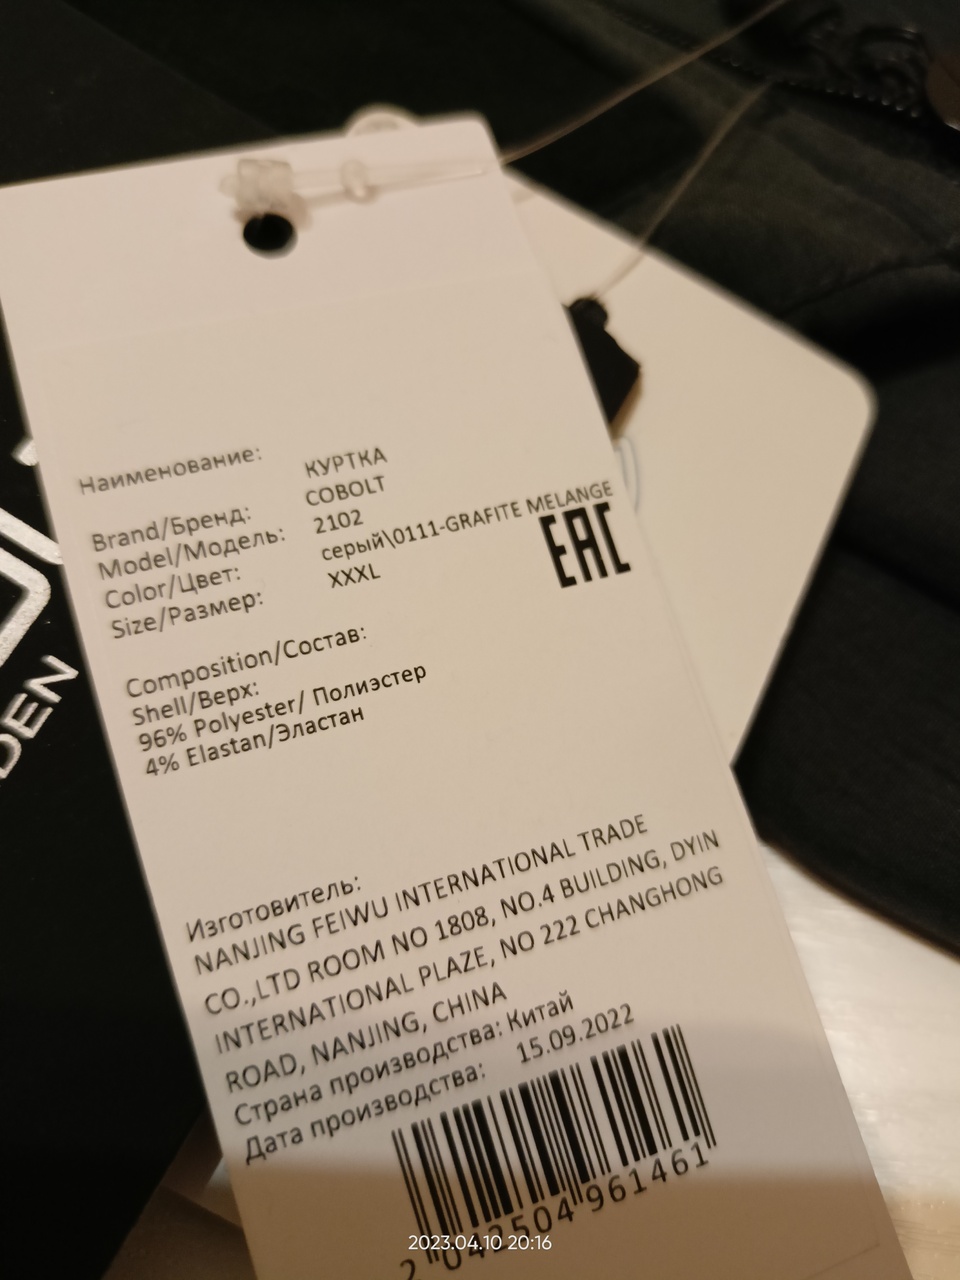 Наименование: КУРТКА
Brand/Бренд: COBOLT
Model/Модель: 2102
Color/Цвет: серый\0111-GRAFITE MELANGE
Size/Размер: XXXL
EAC
Composition/Состав:
Shell/Верх:
96% Polyester/ Полиэстер
4% Elastan/Эластан
Изготовитель:
NANJING FEIWU INTERNATIONAL TRADE
CO.,LTD ROOM NO 1808, NO.4 BUILDING, DYIN
INTERNATIONAL PLAZE, NO 222 CHANGHONG
ROAD, NANJING, CHINA
Страна производства: Китай
Дата производства: 15.09.2022
2 042504 961461
DEN
2023.04.10 20:16